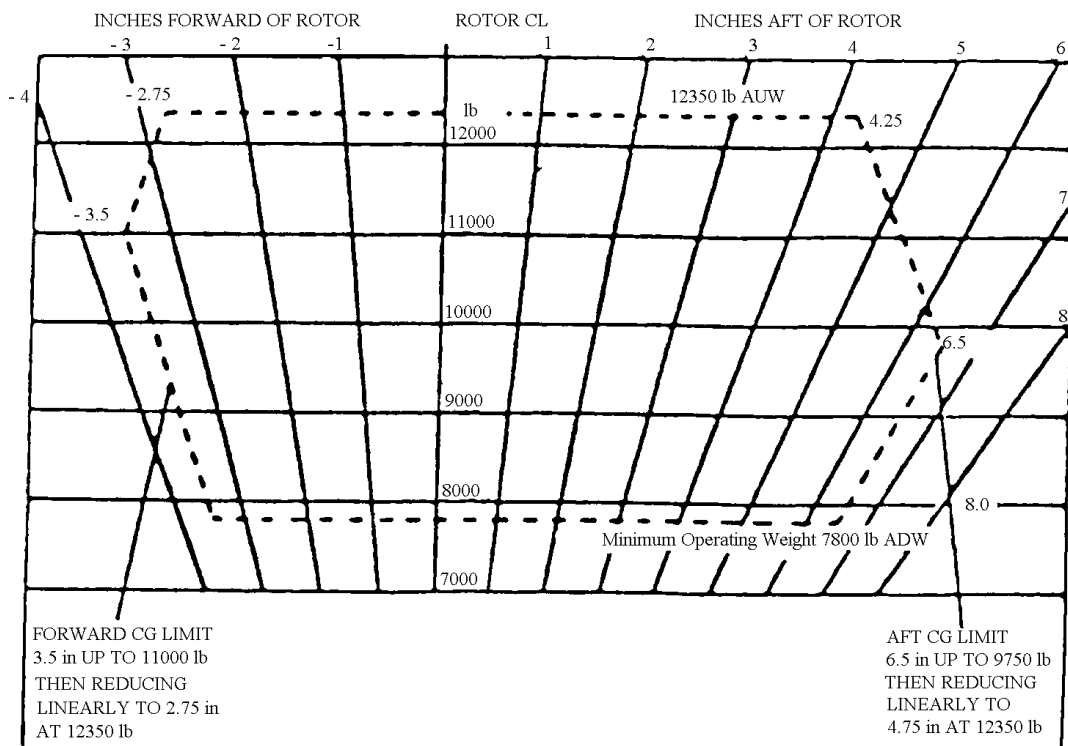 INCHES FORWARD OF ROTOR ROTOR CL INCHES AFT OF ROTOR
-3 -2 -1 1 2 3 4 5 6
-4 -2.75 lb 12350 lb AUW 4.25
12000
7
-3.5 11000
10000 8
6.5
9000
8000 8.0
Minimum Operating Weight 7800 lb ADW
7000
FORWARD CG LIMIT
3.5 in UP TO 11000 lb
THEN REDUCING
LINEARLY TO 2.75 in
AT 12350 lb
AFT CG LIMIT
6.5 in UP TO 9750 lb
THEN REDUCING
LINEARLY TO
4.75 in AT 12350 lb